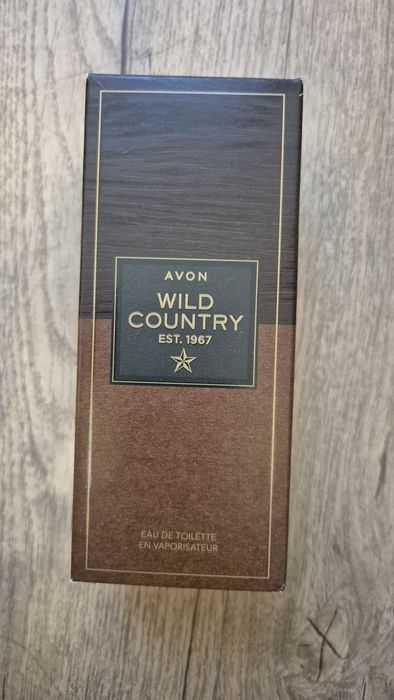 AVON
WILD
COUNTRY
EST. 1967
EAU DE TOILETTE
EN VAPORISATEUR